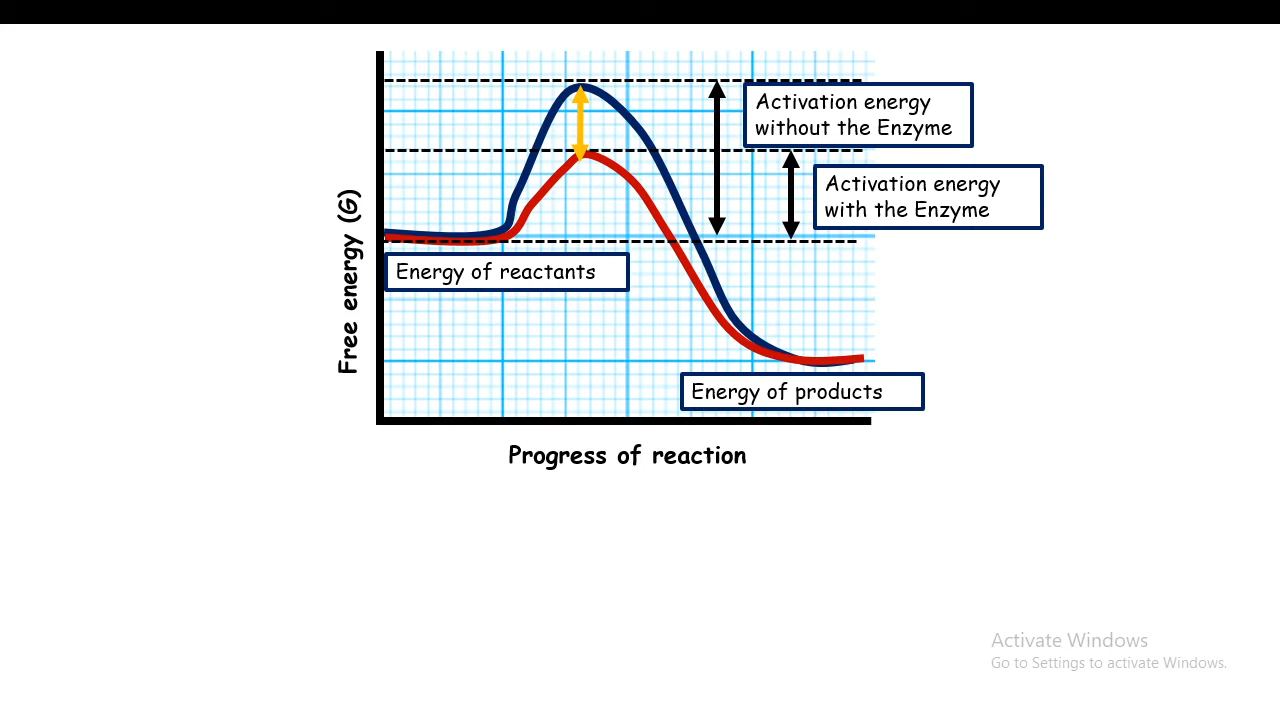 Activation energy
without the Enzyme
Activation energy
with the Enzyme
Free energy (G)
Energy of reactants
Energy of products
Progress of reaction
Activate Windows
Go to Settings to activate Windows.